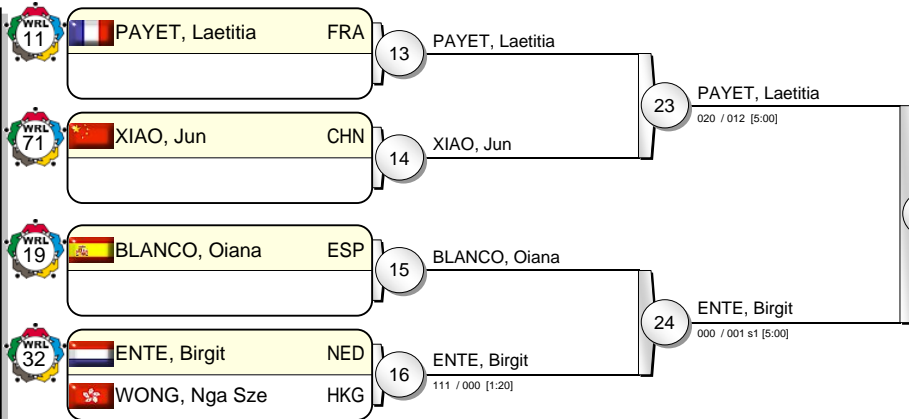 WRL
11
PAYET, Laetitia FRA
13
PAYET, Laetitia
23
PAYET, Laetitia
020 / 012 [5:00]
WRL
71
XIAO, Jun CHN
14
XIAO, Jun
WRL
19
BLANCO, Oiana ESP
15
BLANCO, Oiana
24
ENTE, Birgit
000 / 001 s1 [5:00]
WRL
32
ENTE, Birgit NED
16
ENTE, Birgit
111 / 000 [1:20]
WONG, Nga Sze HKG